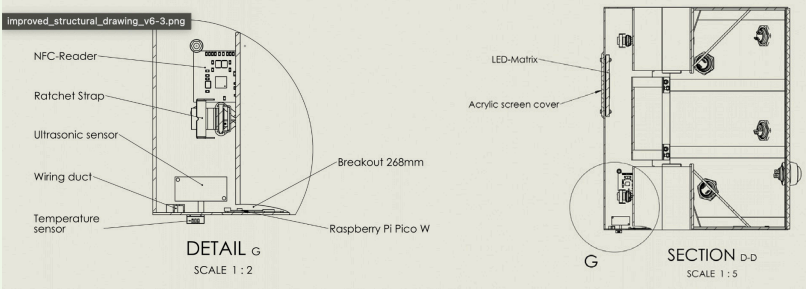 improved_structural_drawing_v6-3.png
NFC-Reader
Ratchet Strap
Ultrasonic sensor
Wiring duct
Temperature
sensor
Breakout 268mm
Raspberry Pi Pico W
DETAIL G
SCALE 1 : 2
LED-Matrix
Acrylic screen cover
G
SECTION D-D
SCALE 1 : 5